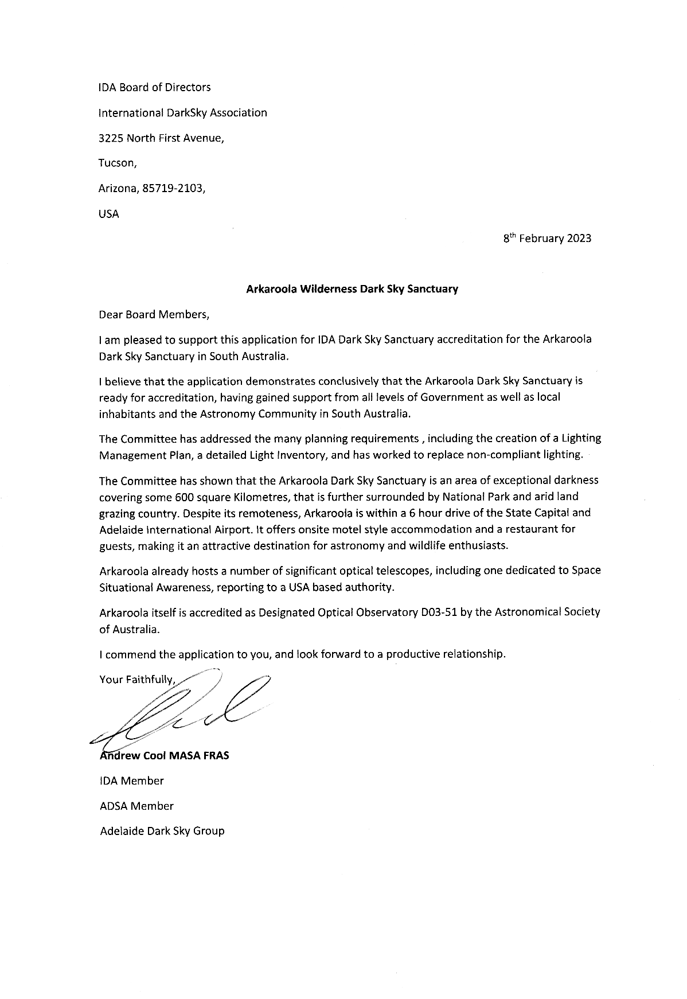 IDA Board of Directors
International DarkSky Association
3225 North First Avenue,
Tucson,
Arizona, 85719-2103,
USA
8th February 2023
Arkaroola Wilderness Dark Sky Sanctuary
Dear Board Members,
I am pleased to support this application for IDA Dark Sky Sanctuary accreditation for the Arkaroola
Dark Sky Sanctuary in South Australia.
I believe that the application demonstrates conclusively that the Arkaroola Dark Sky Sanctuary is
ready for accreditation, having gained support from all levels of Government as well as local
inhabitants and the Astronomy Community in South Australia.
The Committee has addressed the many planning requirements , including the creation of a Lighting
Management Plan, a detailed Light Inventory, and has worked to replace non-compliant lighting.
The Committee has shown that the Arkaroola Dark Sky Sanctuary is an area of exceptional darkness
covering some 600 square Kilometres, that is further surrounded by National Park and arid land
grazing country. Despite its remoteness, Arkaroola is within a 6 hour drive of the State Capital and
Adelaide International Airport. It offers onsite motel style accommodation and a restaurant for
guests, making it an attractive destination for astronomy and wildlife enthusiasts.
Arkaroola already hosts a number of significant optical telescopes, including one dedicated to Space
Situational Awareness, reporting to a USA based authority.
Arkaroola itself is accredited as Designated Optical Observatory D03-51 by the Astronomical Society
of Australia.
I commend the application to you, and look forward to a productive relationship.
Your Faithfully,
Andrew Cool MASA FRAS
IDA Member
ADSA Member
Adelaide Dark Sky Group